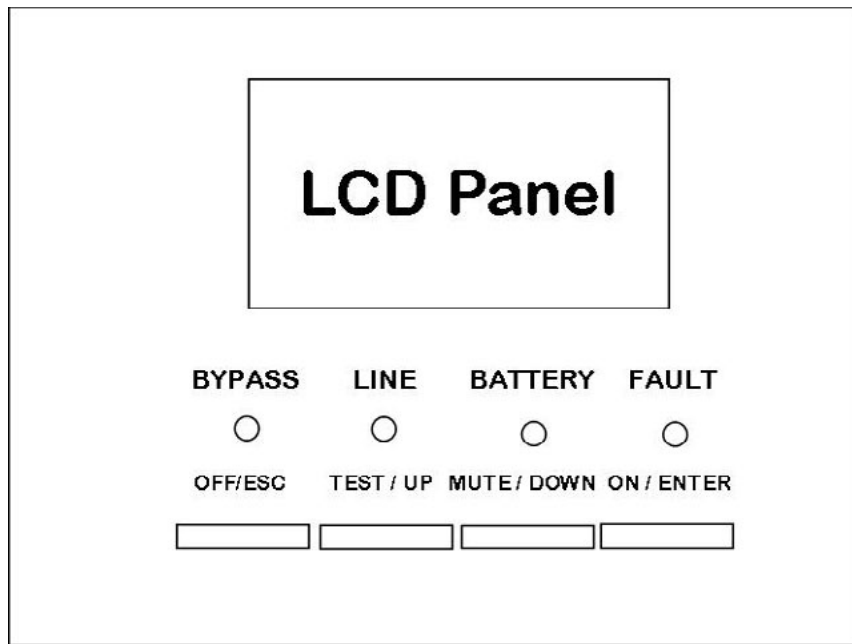 LCD Panel
BYPASS LINE BATTERY FAULT
OFF/ESC TEST / UP MUTE / DOWN ON / ENTER